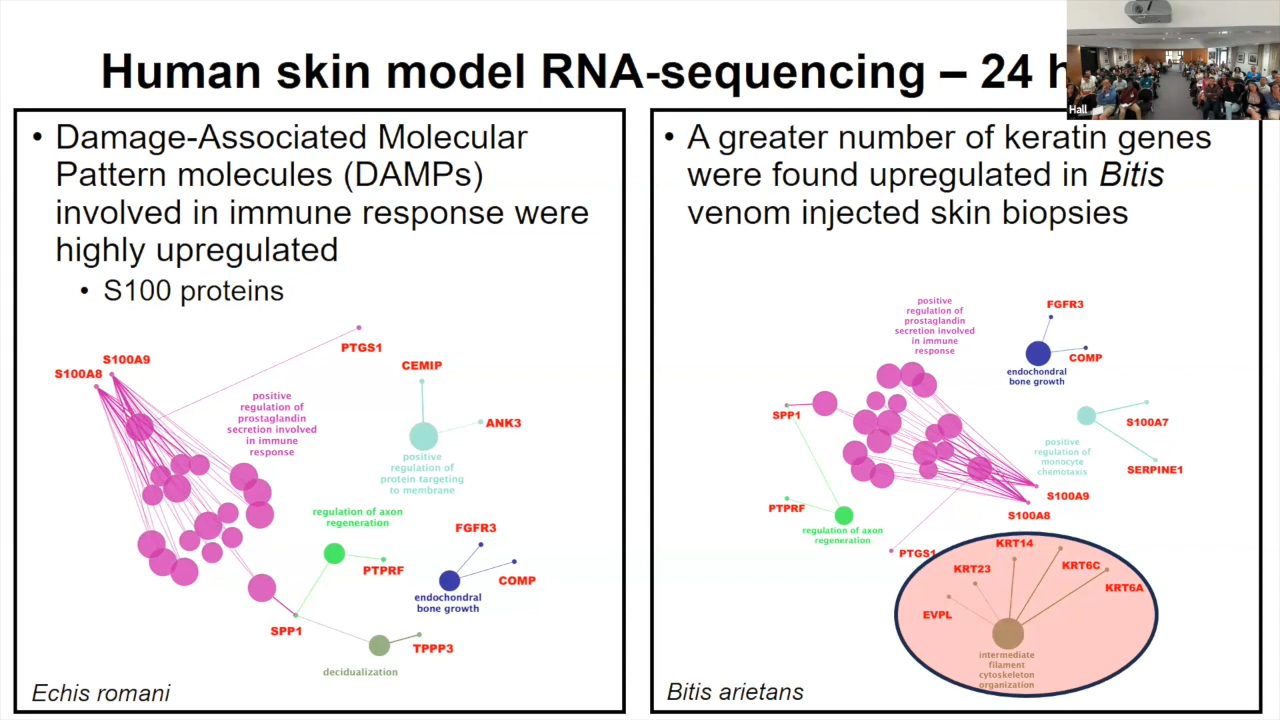 Human skin model RNA-sequencing – 24 h
Hall
• Damage-Associated Molecular
Pattern molecules (DAMPs)
involved in immune response were
highly upregulated
• S100 proteins
PTGS1
S100A9
S100A8
CEMIP
positive
regulation of
prostaglandin
secretion involved
in immune
response
ANK3
positive
regulation of
protein targeting
to membrane
regulation of axon
regeneration
FGFR3
PTPRF
COMP
endochondral
bone growth
SPP1
TPPP3
decidualization
Echis romani
• A greater number of keratin genes
were found upregulated in Bitis
venom injected skin biopsies
positive
regulation of
prostaglandin
secretion involved
in immune
response
FGFR3
COMP
endochondral
bone growth
SPP1
S100A7
positive
regulation of
monocyte
chemotaxis
SERPINE1
S100A9
S100A8
PTPRF
regulation of axon
regeneration
PTGS1
KRT14
KRT23
KRT6C
KRT6A
EVPL
intermediate
filament
cytoskeleton
organization
Bitis arietans